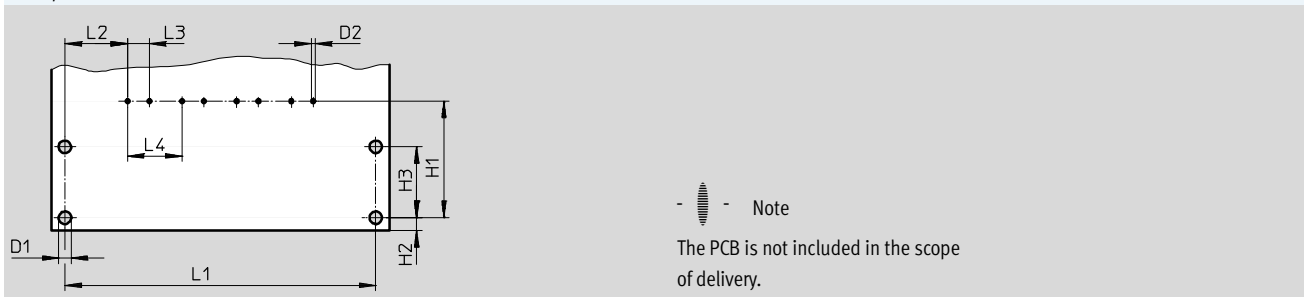 L2 L3 D2
L4
H3 H1
D1 H2
L1
- - Note
The PCB is not included in the scope
of delivery.